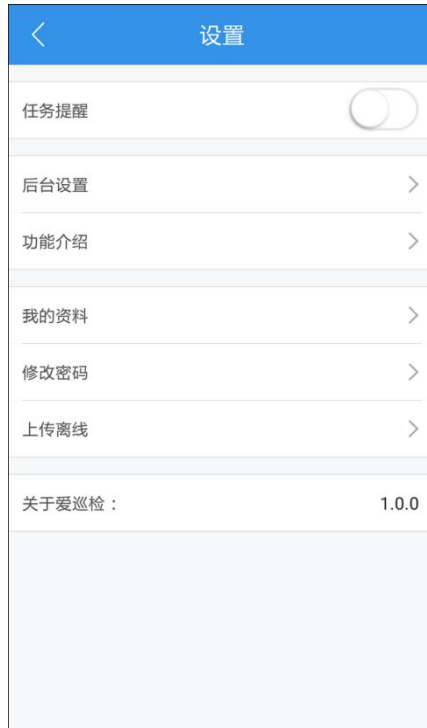 设置
任务提醒
后台设置
功能介绍
我的资料
修改密码
上传离线
关于爱巡检：	1.0.0